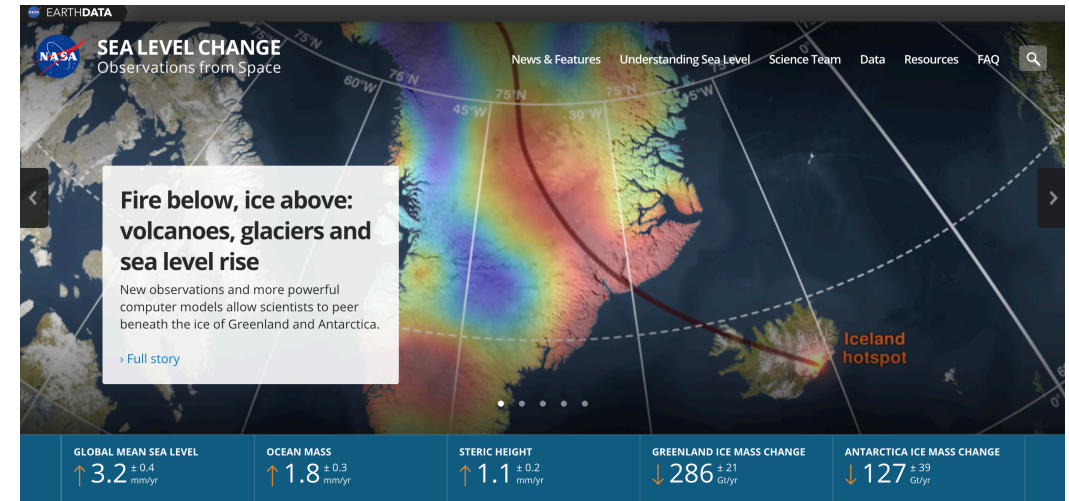 EARTHDATA
NASA
SEA LEVEL CHANGE
Observations from Space
News & Features Understanding Sea Level Science Team Data Resources FAQ
75°N
75°N
60°W
75°N
45°W
75°N
30°W
75°N
15°W
0°
Fire below, ice above:
volcanoes, glaciers and
sea level rise
New observations and more powerful
computer models allow scientists to peer
beneath the ice of Greenland and Antarctica.
› Full story
Iceland
hotspot
0°
GLOBAL MEAN SEA LEVEL
↑ 3.2 ± 0.4 mm/yr
OCEAN MASS
↑ 1.8 ± 0.3 mm/yr
STERIC HEIGHT
↑ 1.1 ± 0.2 mm/yr
GREENLAND ICE MASS CHANGE
↓ 286 ± 21 Gt/yr
ANTARCTICA ICE MASS CHANGE
↓ 127 ± 39 Gt/yr